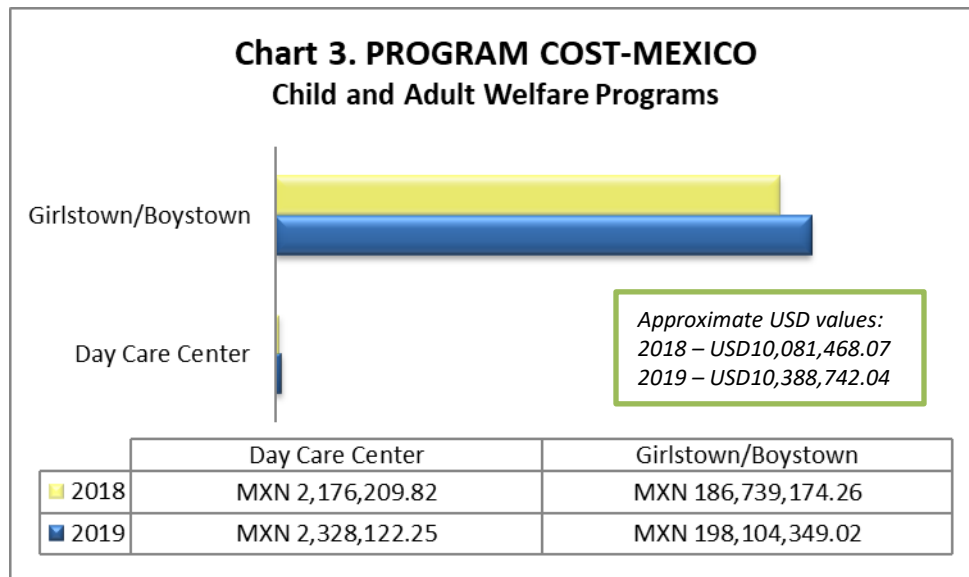 Chart 3. PROGRAM COST-MEXICO
Child and Adult Welfare Programs
Girlstown/Boystown
Day Care Center
Approximate USD values:
2018 – USD10,081,468.07
2019 – USD10,388,742.04
Day Care Center Girlstown/Boystown
2018 MXN 2,176,209.82 MXN 186,739,174.26
2019 MXN 2,328,122.25 MXN 198,104,349.02